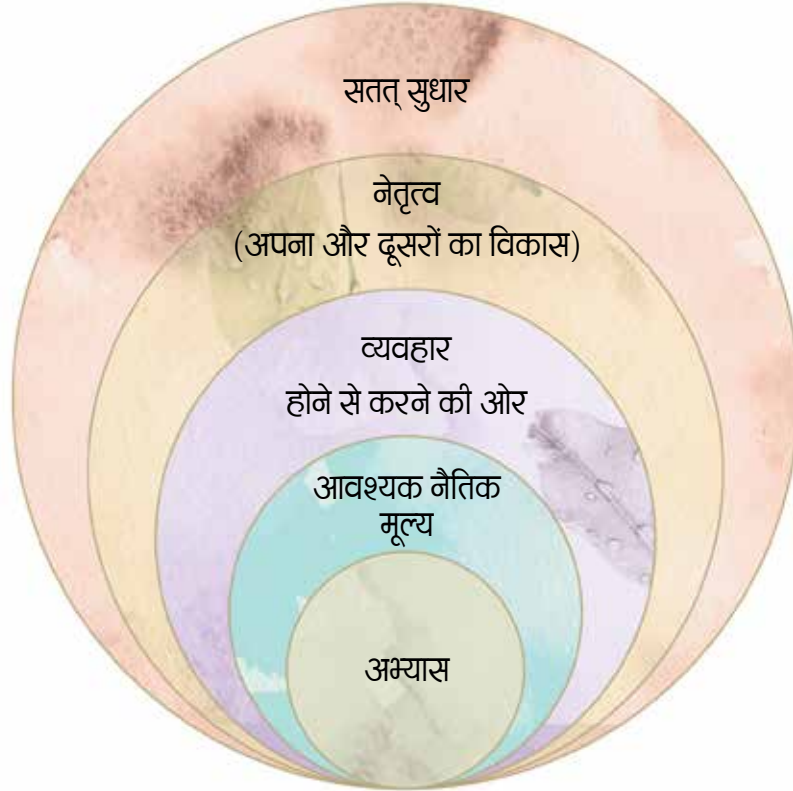 सतत् सुधार
नेतृत्व
(अपना और दूसरों का विकास)
व्यवहार
होने से करने की ओर
आवश्यक नैतिक
मूल्य
अभ्यास